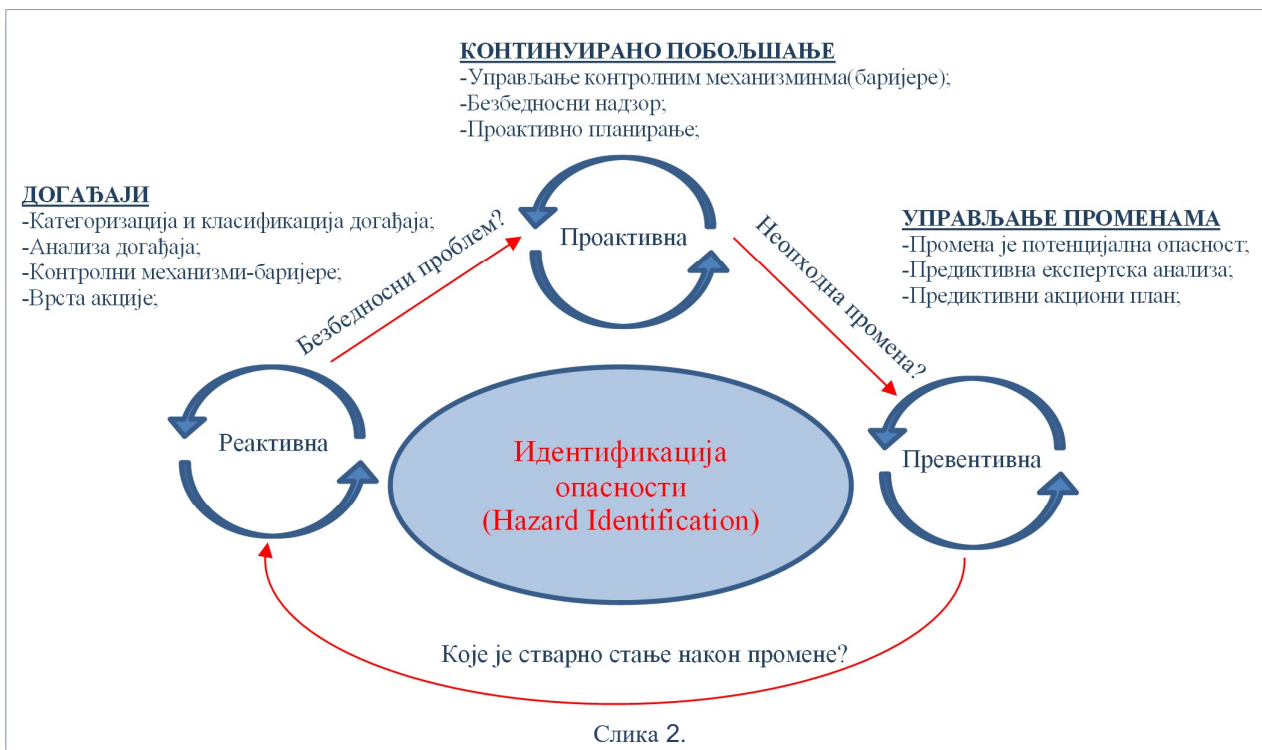 КОНТИНУИРАНО ПОБОЉШАЊЕ
-Управљање контролним механизминма(баријере);
-Безбедносни надзор;
-Проактивно планирање;
ДОГАЂАЈИ
-Категоризација и класификација догађаја;
-Анализа догађаја;
-Контролни механизми-баријере;
-Врста акције;
УПРАВЉАЊЕ ПРОМЕНАМА
-Промена је потенцијална опасност;
-Предиктивна експертска анализа;
-Предиктивни акциони план;
Безбедносни проблем?
Проактивна
Неопходна промена?
Реактивна
Идентификација
опасности
(Hazard Identification)
Превентивна
Које је стварно стање након промене?
Слика 2.